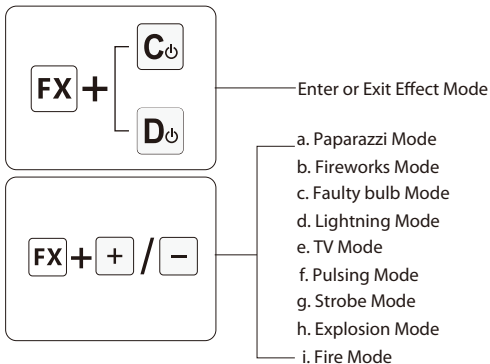 FX + C
D
Enter or Exit Effect Mode
FX + + / −
a. Paparazzi Mode
b. Fireworks Mode
c. Faulty bulb Mode
d. Lightning Mode
e. TV Mode
f. Pulsing Mode
g. Strobe Mode
h. Explosion Mode
i. Fire Mode